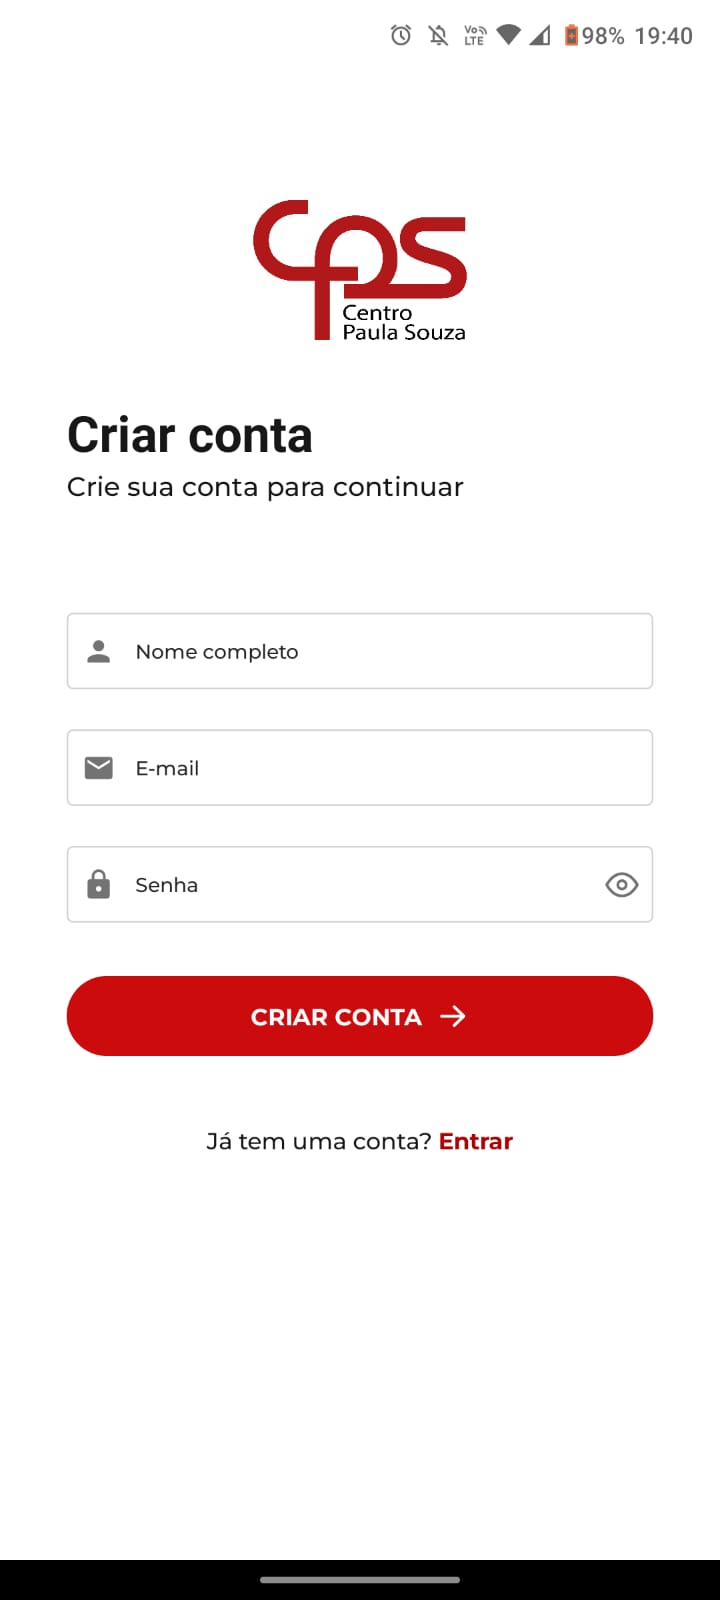 Vo LTE 98% 19:40
cps
Centro
Paula Souza
Criar conta
Crie sua conta para continuar
Nome completo
E-mail
Senha
CRIAR CONTA
Já tem uma conta? Entrar